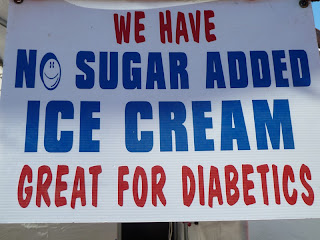 WE HAVE
NO SUGAR ADDED
ICE CREAM
GREAT FOR DIABETICS